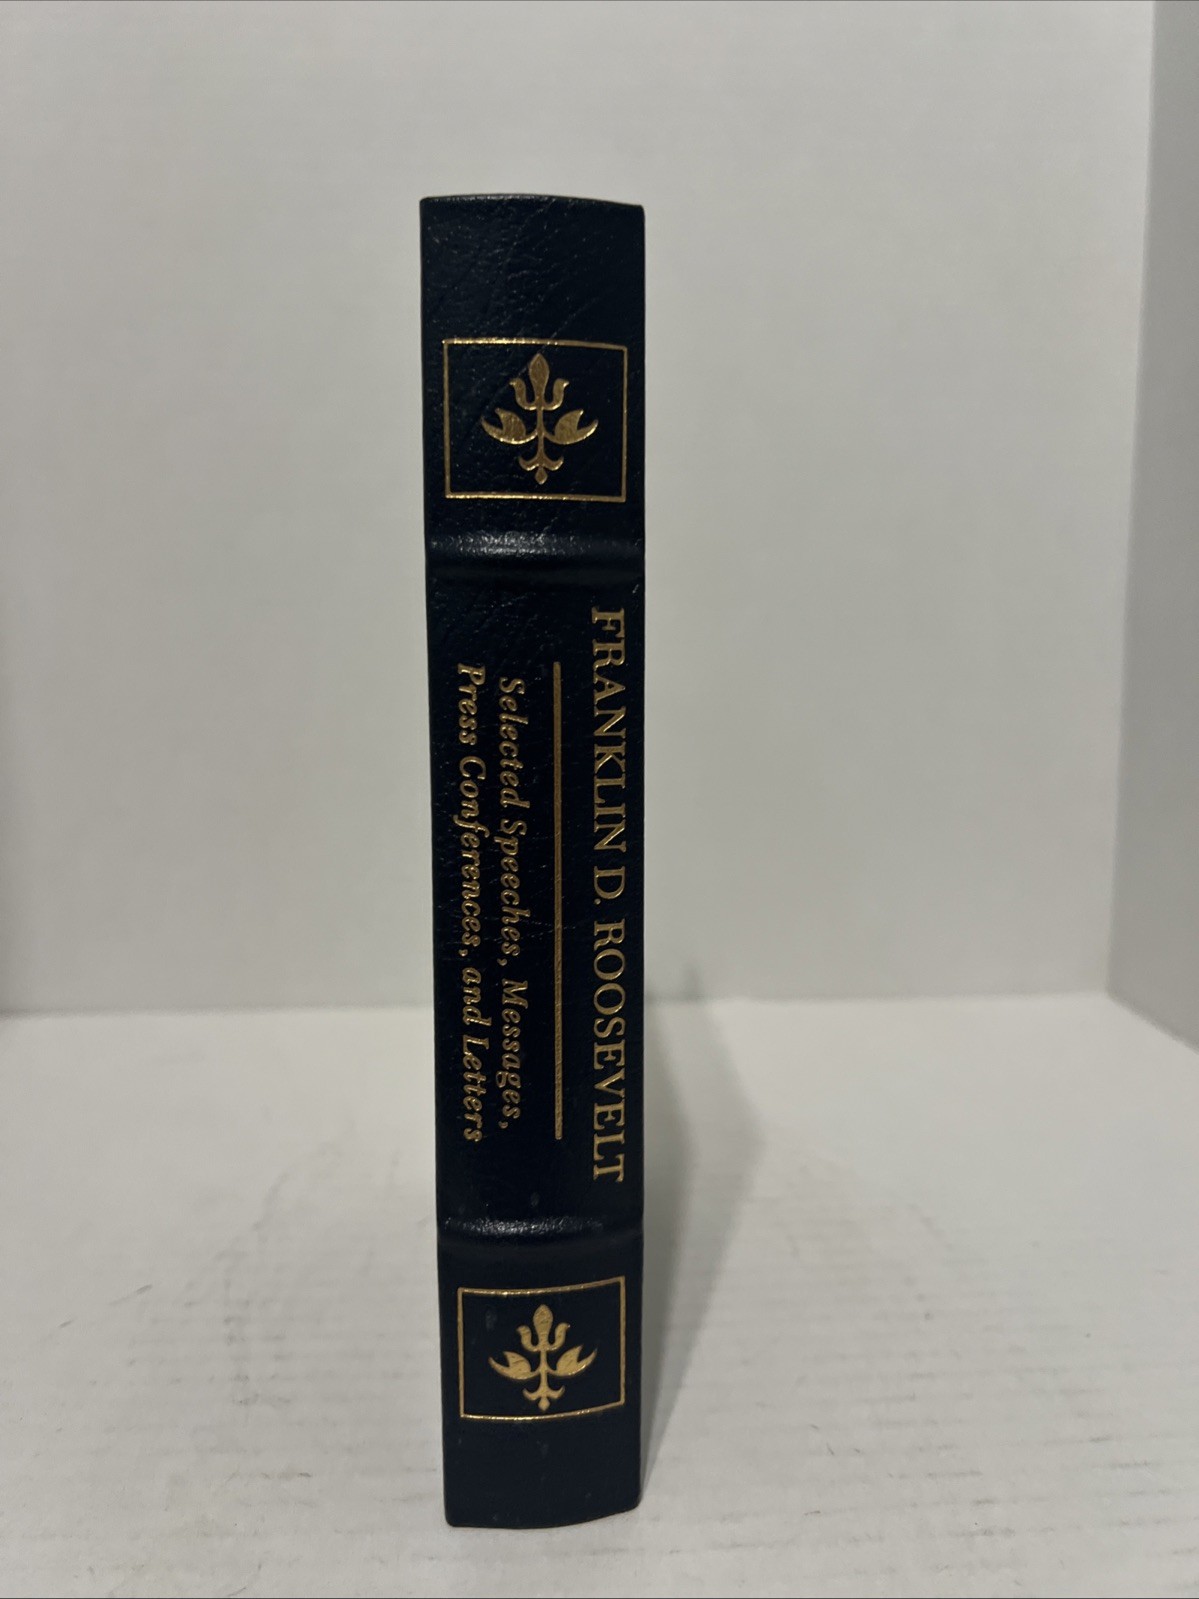 FRANKLIN D. ROOSEVELT
Selected Speeches, Messages,
Press Conferences, and Letters